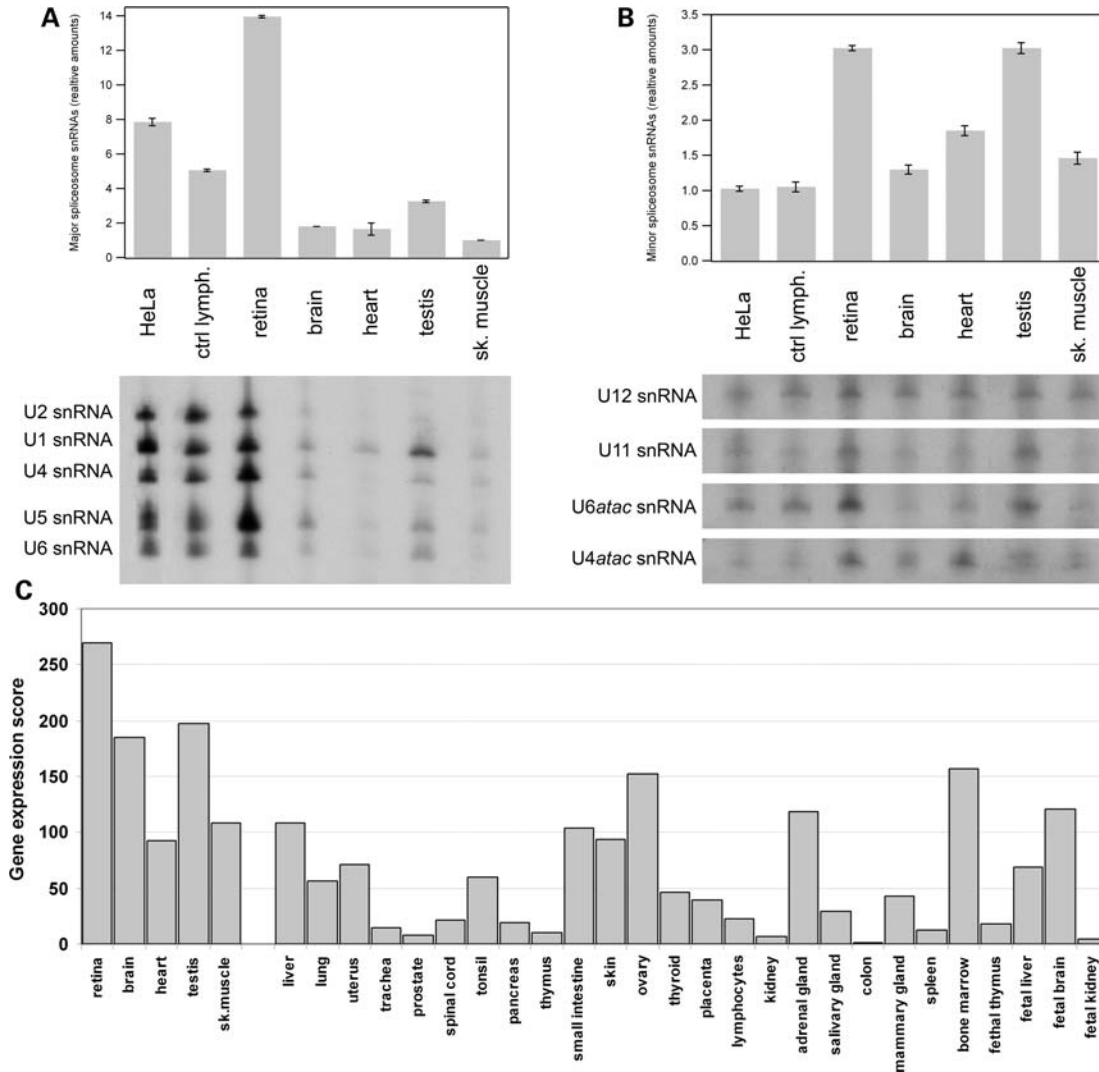 A
Major spliceosome snRNAs (realtive amounts)
14
12
10
8
6
4
2
0
HeLa
ctrl lymph.
retina
brain
heart
testis
sk. muscle
U2 snRNA
U1 snRNA
U4 snRNA
U5 snRNA
U6 snRNA
B
Minor spliceosome snRNAs (realtive amounts)
3.5
3.0
2.5
2.0
1.5
1.0
0.5
0.0
HeLa
ctrl lymph.
retina
brain
heart
testis
sk. muscle
U12 snRNA
U11 snRNA
U6atac snRNA
U4atac snRNA
C
Gene expression score
300
250
200
150
100
50
0
retina
brain
heart
testis
sk.muscle
liver
lung
uterus
trachea
prostate
spinal cord
tonsil
pancreas
thymus
small intestine
skin
ovary
thyroid
placenta
lymphocytes
kidney
adrenal gland
salivary gland
colon
mammary gland
spleen
bone marrow
fethal thymus
fetal liver
fetal brain
fetal kidney